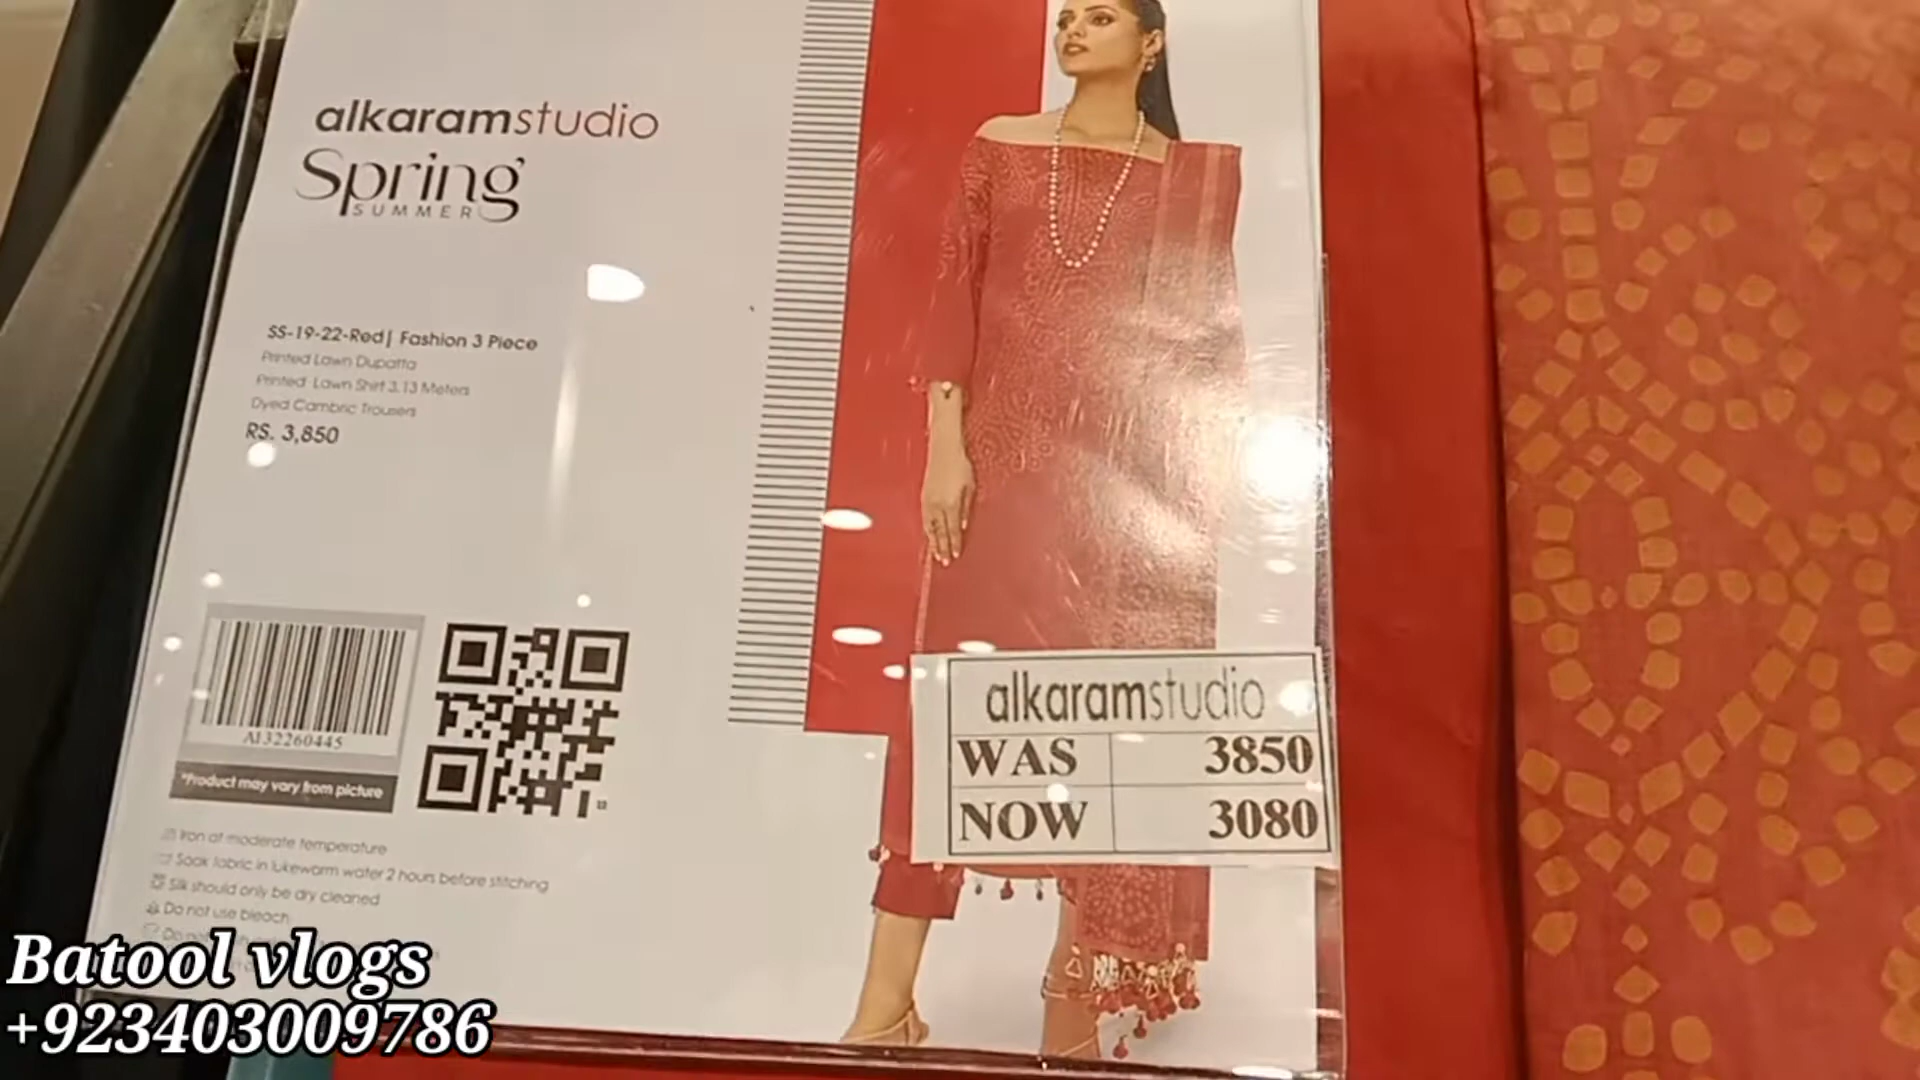 alkaramstudio
Spring
SUMMER
SS-19-22-Red| Fashion 3 Piece
Printed Lawn Dupatta
Printed Lawn Shirt 3.13 Meters
Dyed Cambric Trousers
RS. 3,850
A132260445
*Product may vary from picture
Iron at moderate temperature
Soak fabric in lukewarm water 2 hours before stitching
Silk should only be dry cleaned
Do not use bleach
alkaramstudio
WAS 3850
NOW 3080
Batool vlogs
+923403009786